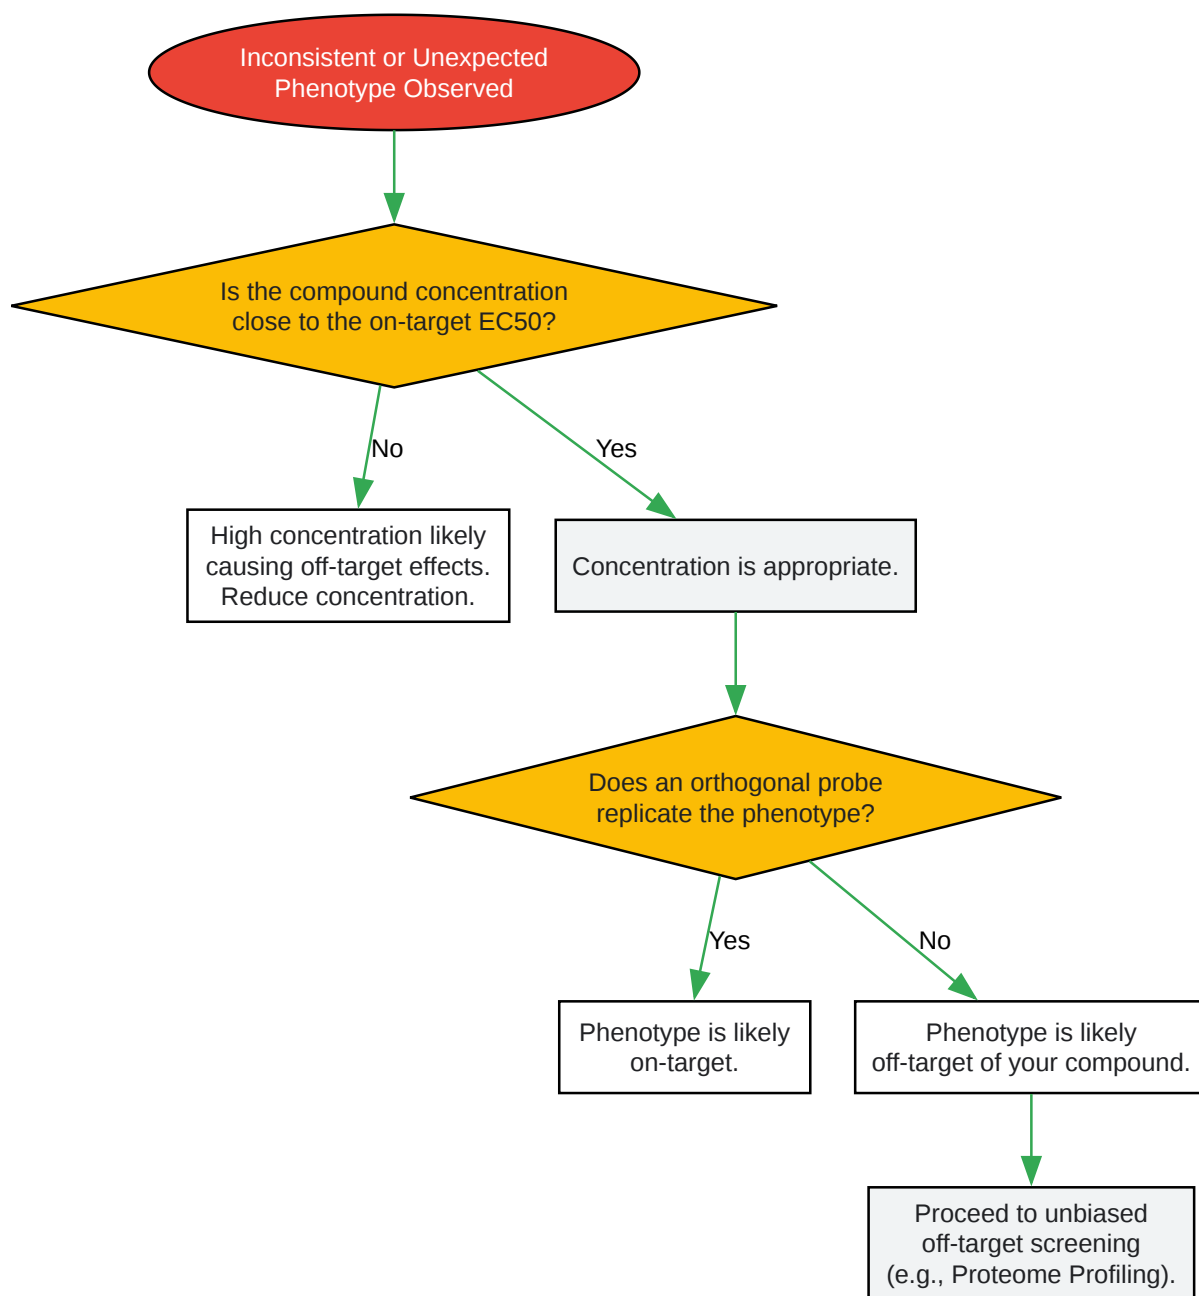 Inconsistent or Unexpected
Phenotype Observed
Is the compound concentration
close to the on-target EC50?
No
Yes
High concentration likely
causing off-target effects.
Reduce concentration.
Concentration is appropriate.
Does an orthogonal probe
replicate the phenotype?
Yes
No
Phenotype is likely
on-target.
Phenotype is likely
off-target of your compound.
Proceed to unbiased
off-target screening
(e.g., Proteome Profiling).